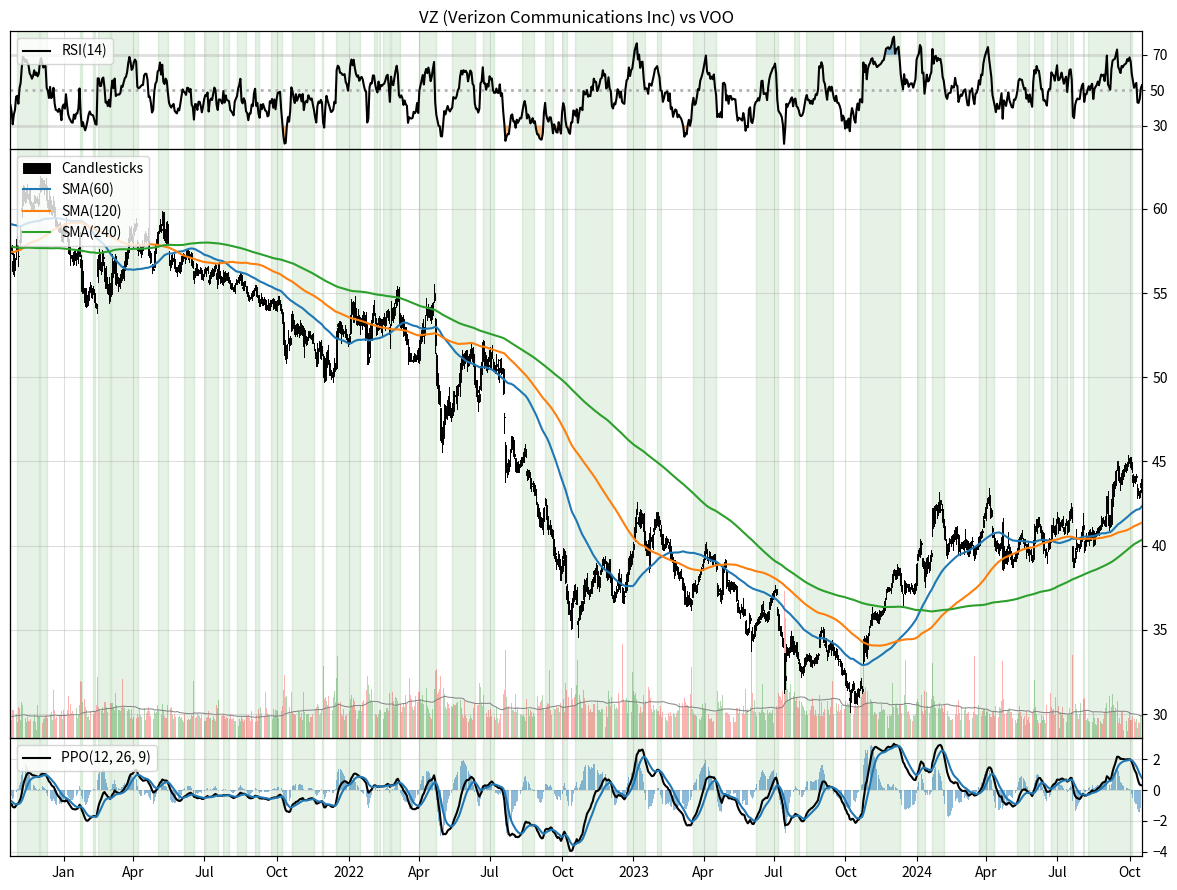 VZ (Verizon Communications Inc) vs VOO
RSI(14)
70
50
30
Candlesticks
SMA(60)
SMA(120)
SMA(240)
60
55
50
45
40
35
30
PPO(12, 26, 9)
2
0
−2
−4
Jan Apr Jul Oct 2022 Apr Jul Oct 2023 Apr Jul Oct 2024 Apr Jul Oct